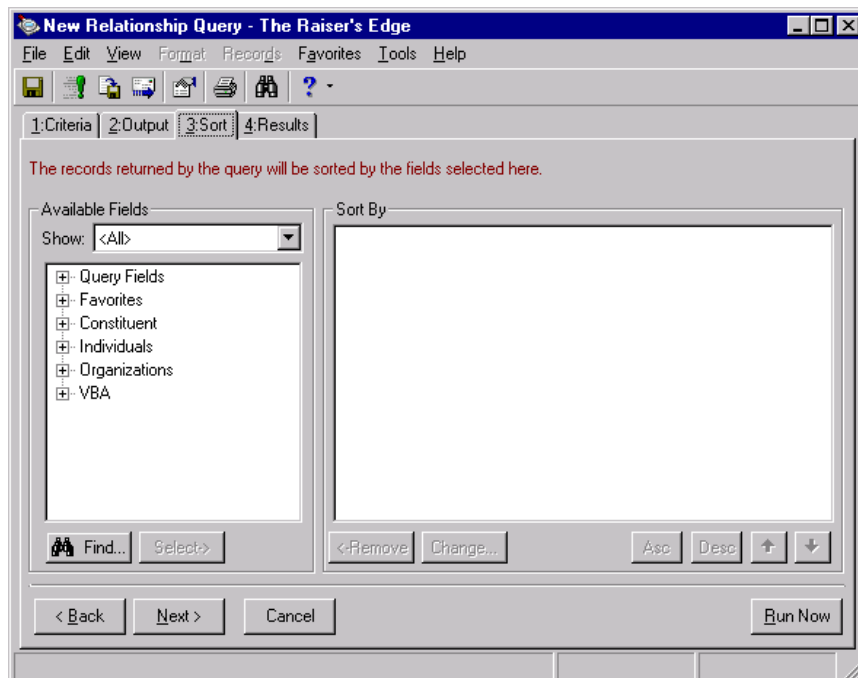 New Relationship Query - The Raiser's Edge
File Edit View Format Records Favorites Tools Help
?
1:Criteria 2:Output 3:Sort 4:Results
The records returned by the query will be sorted by the fields selected here.
Available Fields
Show: <All>
Query Fields
Favorites
Constituent
Individuals
Organizations
VBA
Find... Select->
Sort By
<-Remove Change... Asc Desc
< Back Next > Cancel Run Now